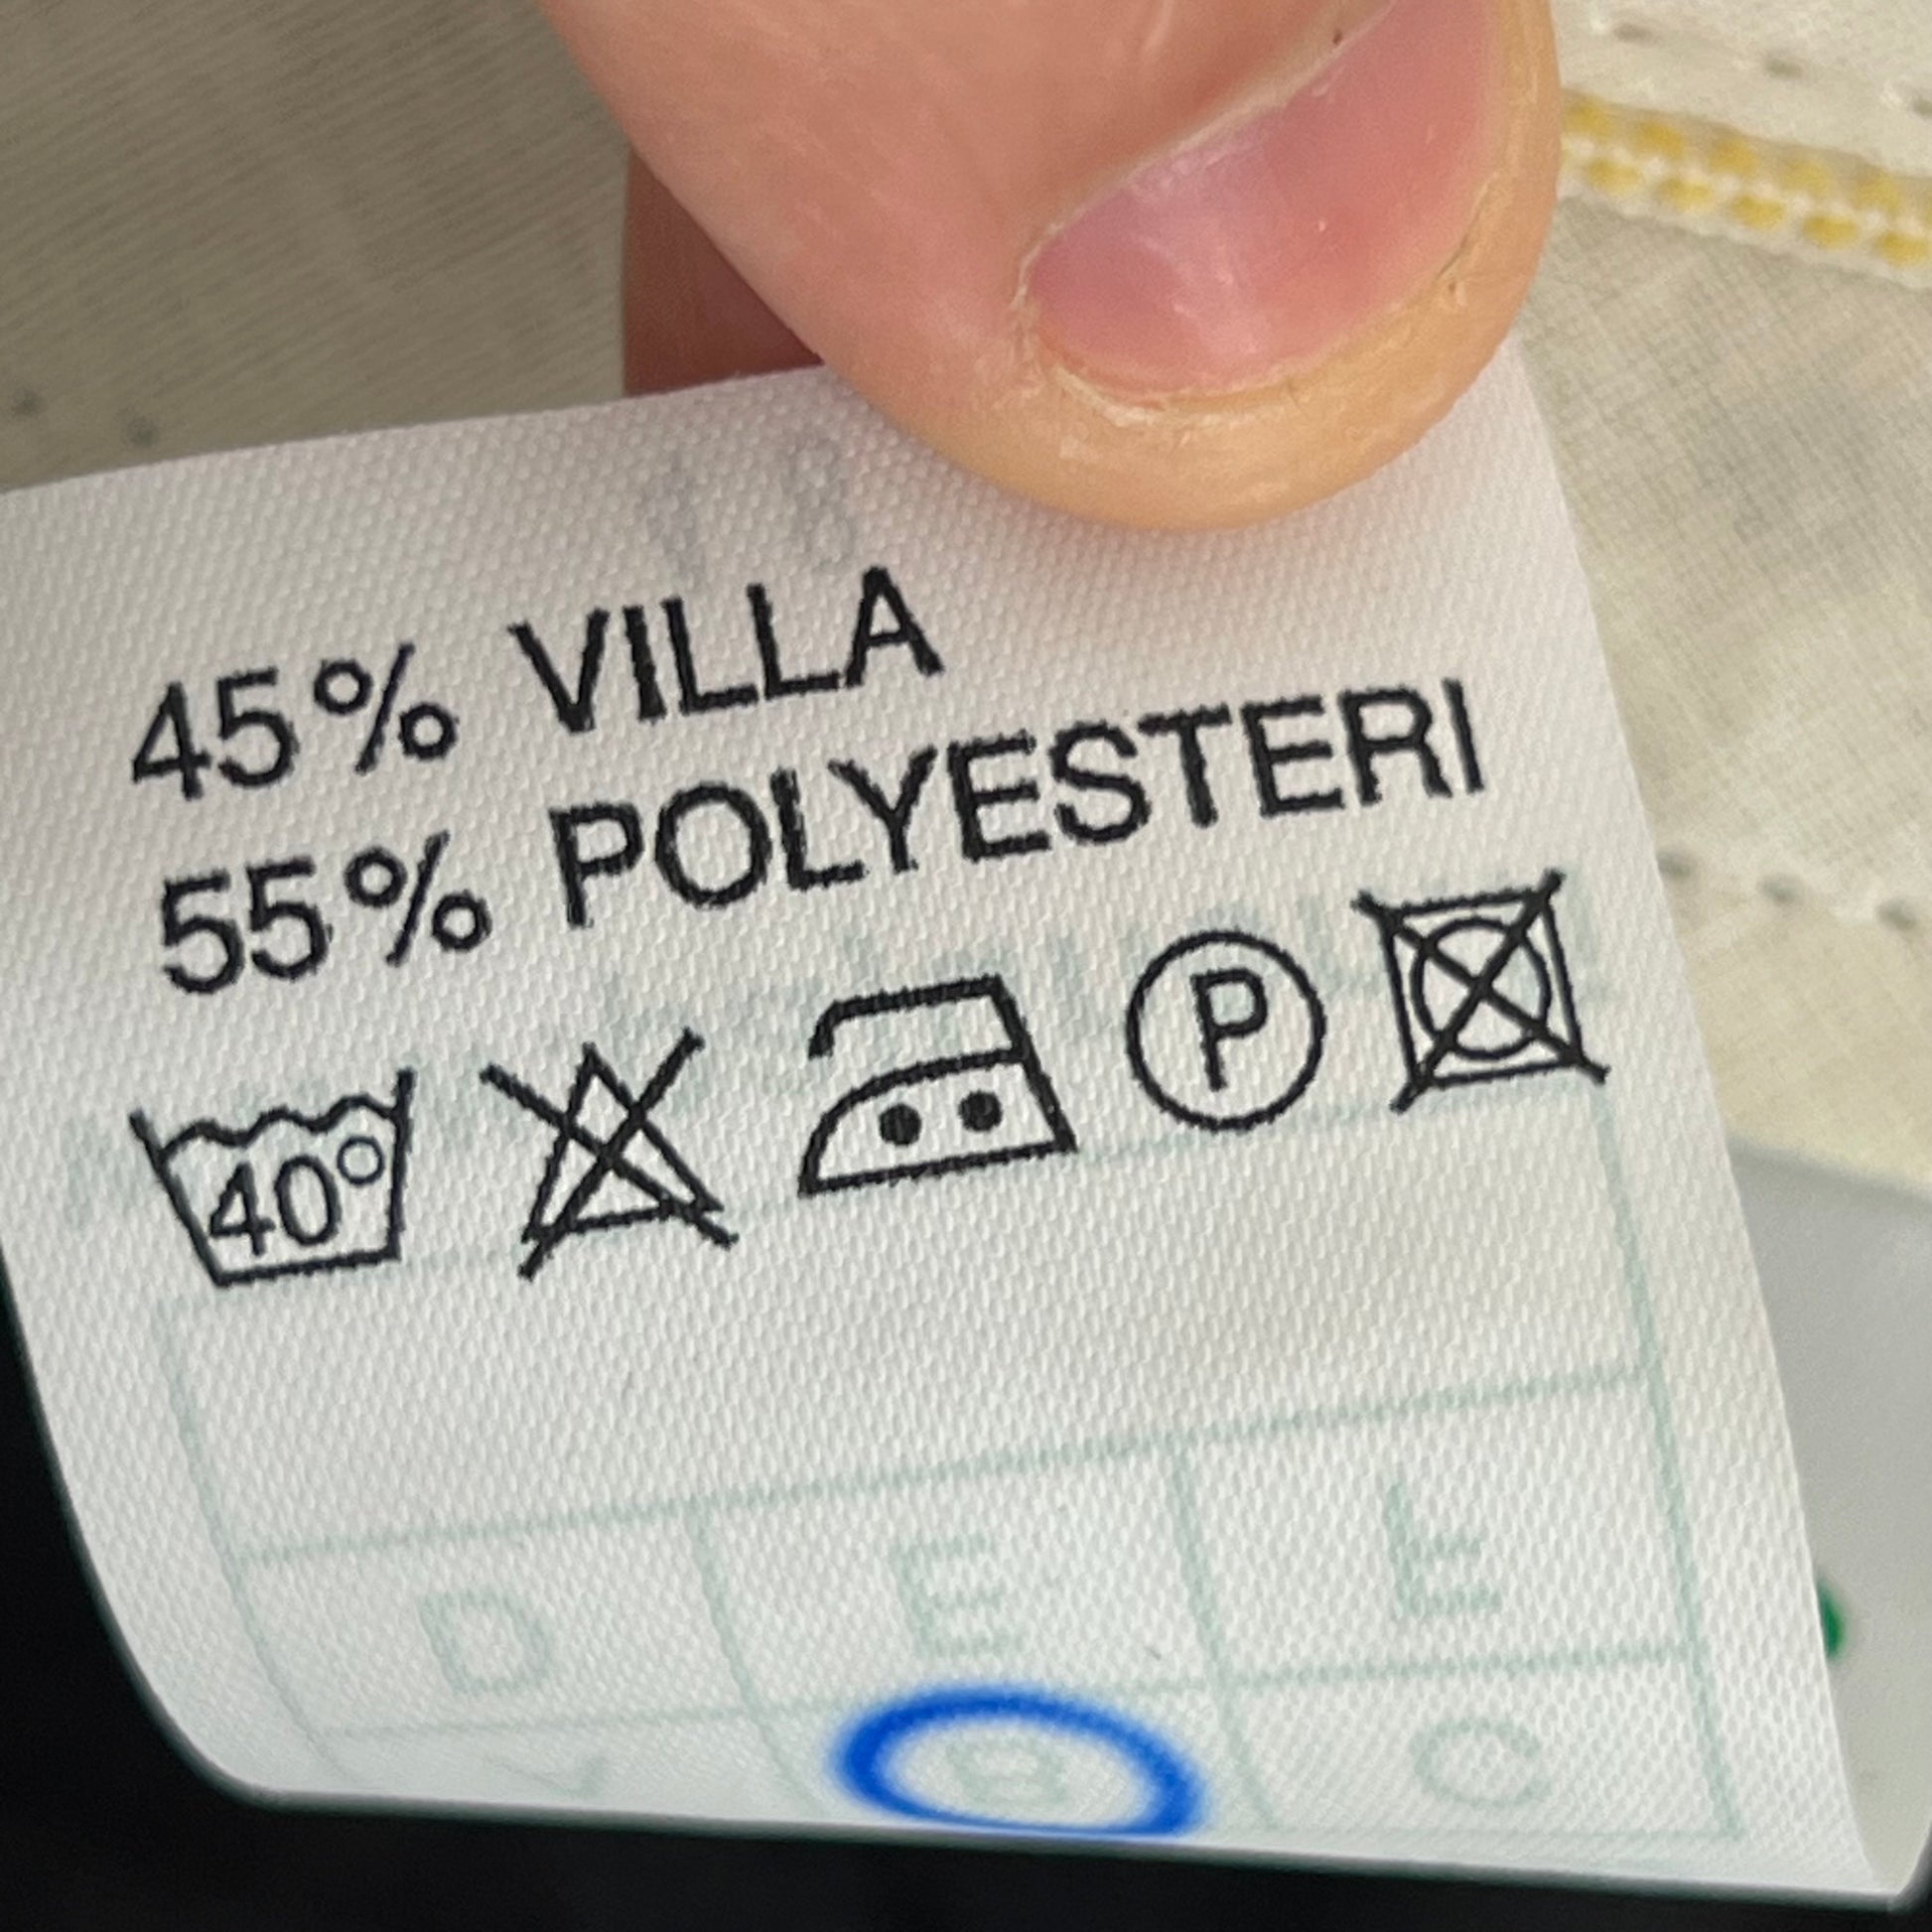 45% VILLA
55% POLYESTERI
40° P
D E F
B C